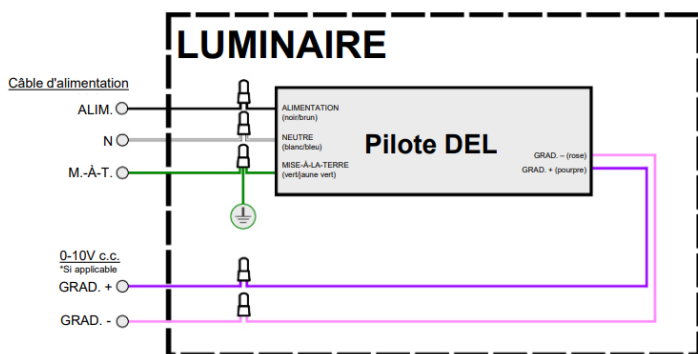 LUMINAIRE
Câble d'alimentation
ALIM.
N
M.-À-T.
ALIMENTATION
(noir/brun)
NEUTRE
(blanc/bleu)
MISE-À-LA-TERRE
(vert/jaune vert)
Pilote DEL
GRAD. – (rose)
GRAD. + (pourpre)
0-10V c.c.
*Si applicable
GRAD. +
GRAD. -